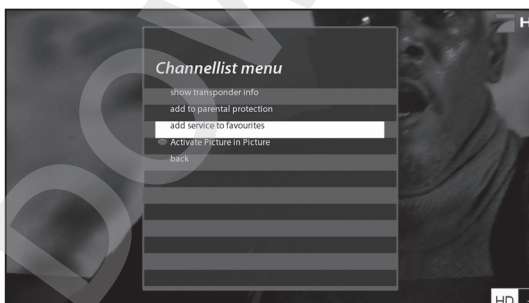 Channellist menu
show transponder info
add to parental protection
add service to favourites
Activate Picture in Picture
back
H
HD